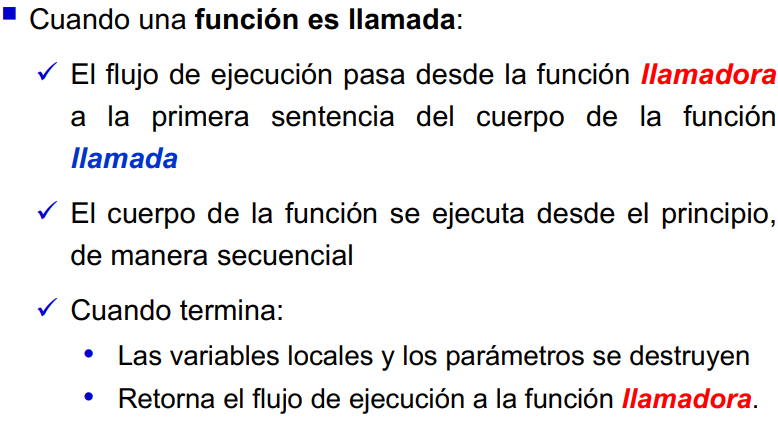 Cuando una función es llamada:
El flujo de ejecución pasa desde la función llamadora
a la primera sentencia del cuerpo de la función
llamada
El cuerpo de la función se ejecuta desde el principio,
de manera secuencial
Cuando termina:
Las variables locales y los parámetros se destruyen
Retorna el flujo de ejecución a la función llamadora.